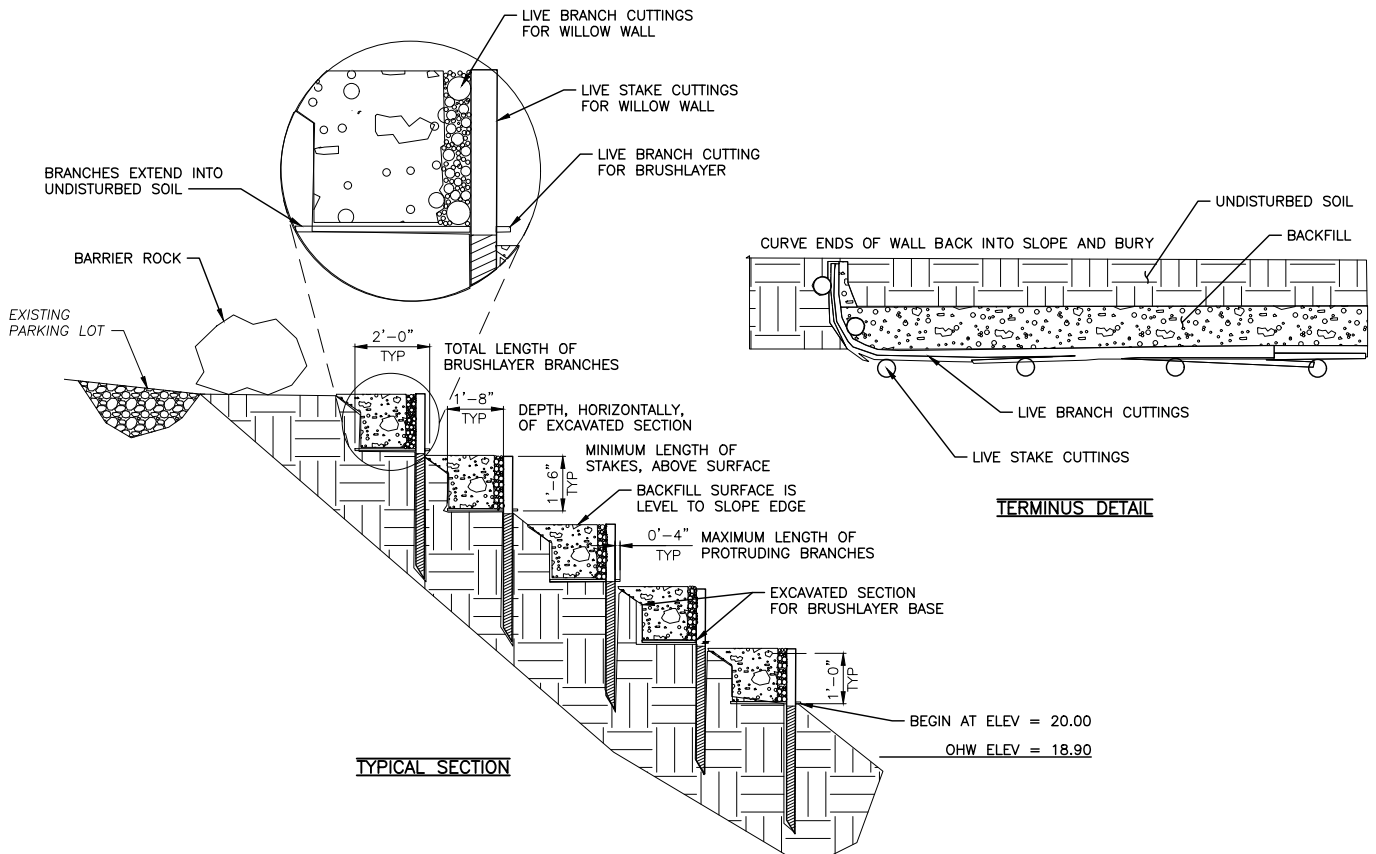 LIVE BRANCH CUTTINGS
FOR WILLOW WALL
LIVE STAKE CUTTINGS
FOR WILLOW WALL
LIVE BRANCH CUTTING
FOR BRUSHLAYER
BRANCHES EXTEND INTO
UNDISTURBED SOIL
BARRIER ROCK
EXISTING
PARKING LOT
2'-0"
TYP
TOTAL LENGTH OF
BRUSHLAYER BRANCHES
1'-8"
TYP
DEPTH, HORIZONTALLY,
OF EXCAVATED SECTION
MINIMUM LENGTH OF
STAKES, ABOVE SURFACE
1'-6"
TYP
BACKFILL SURFACE IS
LEVEL TO SLOPE EDGE
0'-4"
TYP
MAXIMUM LENGTH OF
PROTRUDING BRANCHES
EXCAVATED SECTION
FOR BRUSHLAYER BASE
1'-0"
TYP
BEGIN AT ELEV = 20.00
OHW ELEV = 18.90
TYPICAL SECTION
UNDISTURBED SOIL
BACKFILL
CURVE ENDS OF WALL BACK INTO SLOPE AND BURY
LIVE BRANCH CUTTINGS
LIVE STAKE CUTTINGS
TERMINUS DETAIL